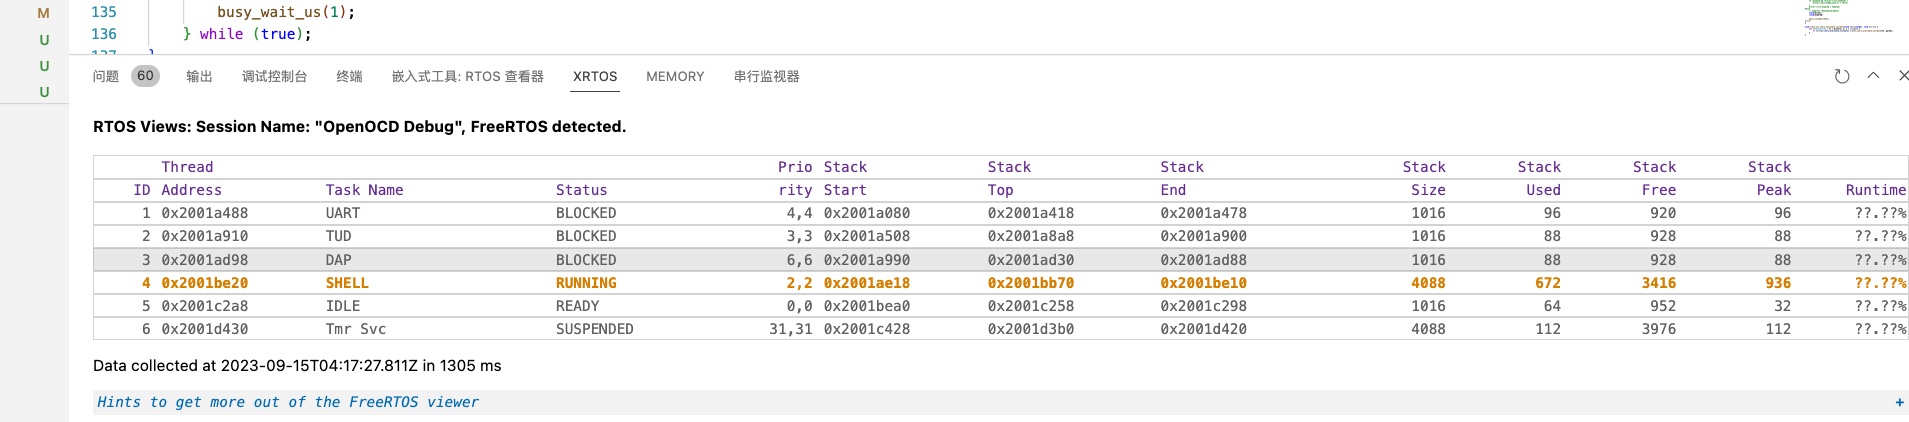 M
135 busy_wait_us(1);
U
136 } while (true);
U
U
问题 60 输出 调试控制台 终端 嵌入式工具: RTOS 查看器 XRTOS MEMORY 串行监视器
RTOS Views: Session Name: "OpenOCD Debug", FreeRTOS detected.
Thread Prio Stack Stack Stack Stack Stack Stack Stack
ID Address Task Name Status rity Start Top End Size Used Free Peak Runtime
1 0x2001a488 UART BLOCKED 4,4 0x2001a080 0x2001a418 0x2001a478 1016 96 920 96 ??.??%
2 0x2001a910 TUD BLOCKED 3,3 0x2001a508 0x2001a8a8 0x2001a900 1016 88 928 88 ??.??%
3 0x2001ad98 DAP BLOCKED 6,6 0x2001a990 0x2001ad30 0x2001ad88 1016 88 928 88 ??.??%
4 0x2001be20 SHELL RUNNING 2,2 0x2001ae18 0x2001bb70 0x2001be10 4088 672 3416 936 ??.??%
5 0x2001c2a8 IDLE READY 0,0 0x2001bea0 0x2001c258 0x2001c298 1016 64 952 32 ??.??%
6 0x2001d430 Tmr Svc SUSPENDED 31,31 0x2001c428 0x2001d3b0 0x2001d420 4088 112 3976 112 ??.??%
Data collected at 2023-09-15T04:17:27.811Z in 1305 ms
Hints to get more out of the FreeRTOS viewer +